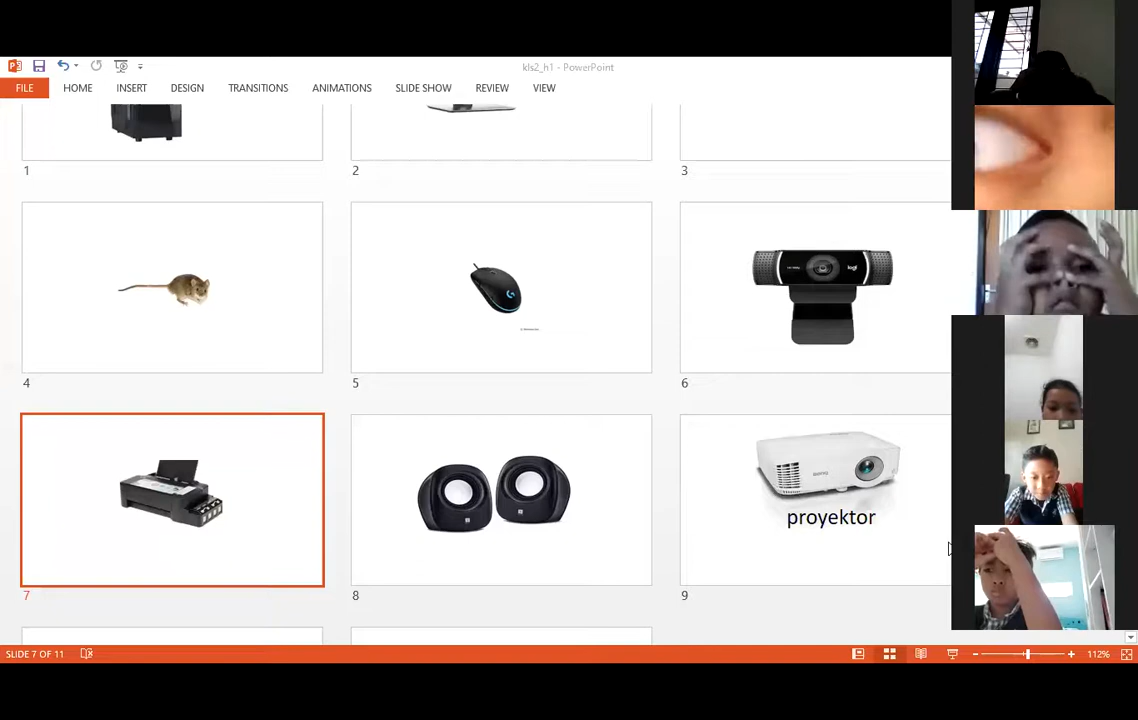 kls2_h1 - PowerPoint
FILE HOME INSERT DESIGN TRANSITIONS ANIMATIONS SLIDE SHOW REVIEW VIEW
1 2 3
4 5 6
logi
proyektor
7 8 9
SLIDE 7 OF 11 112%